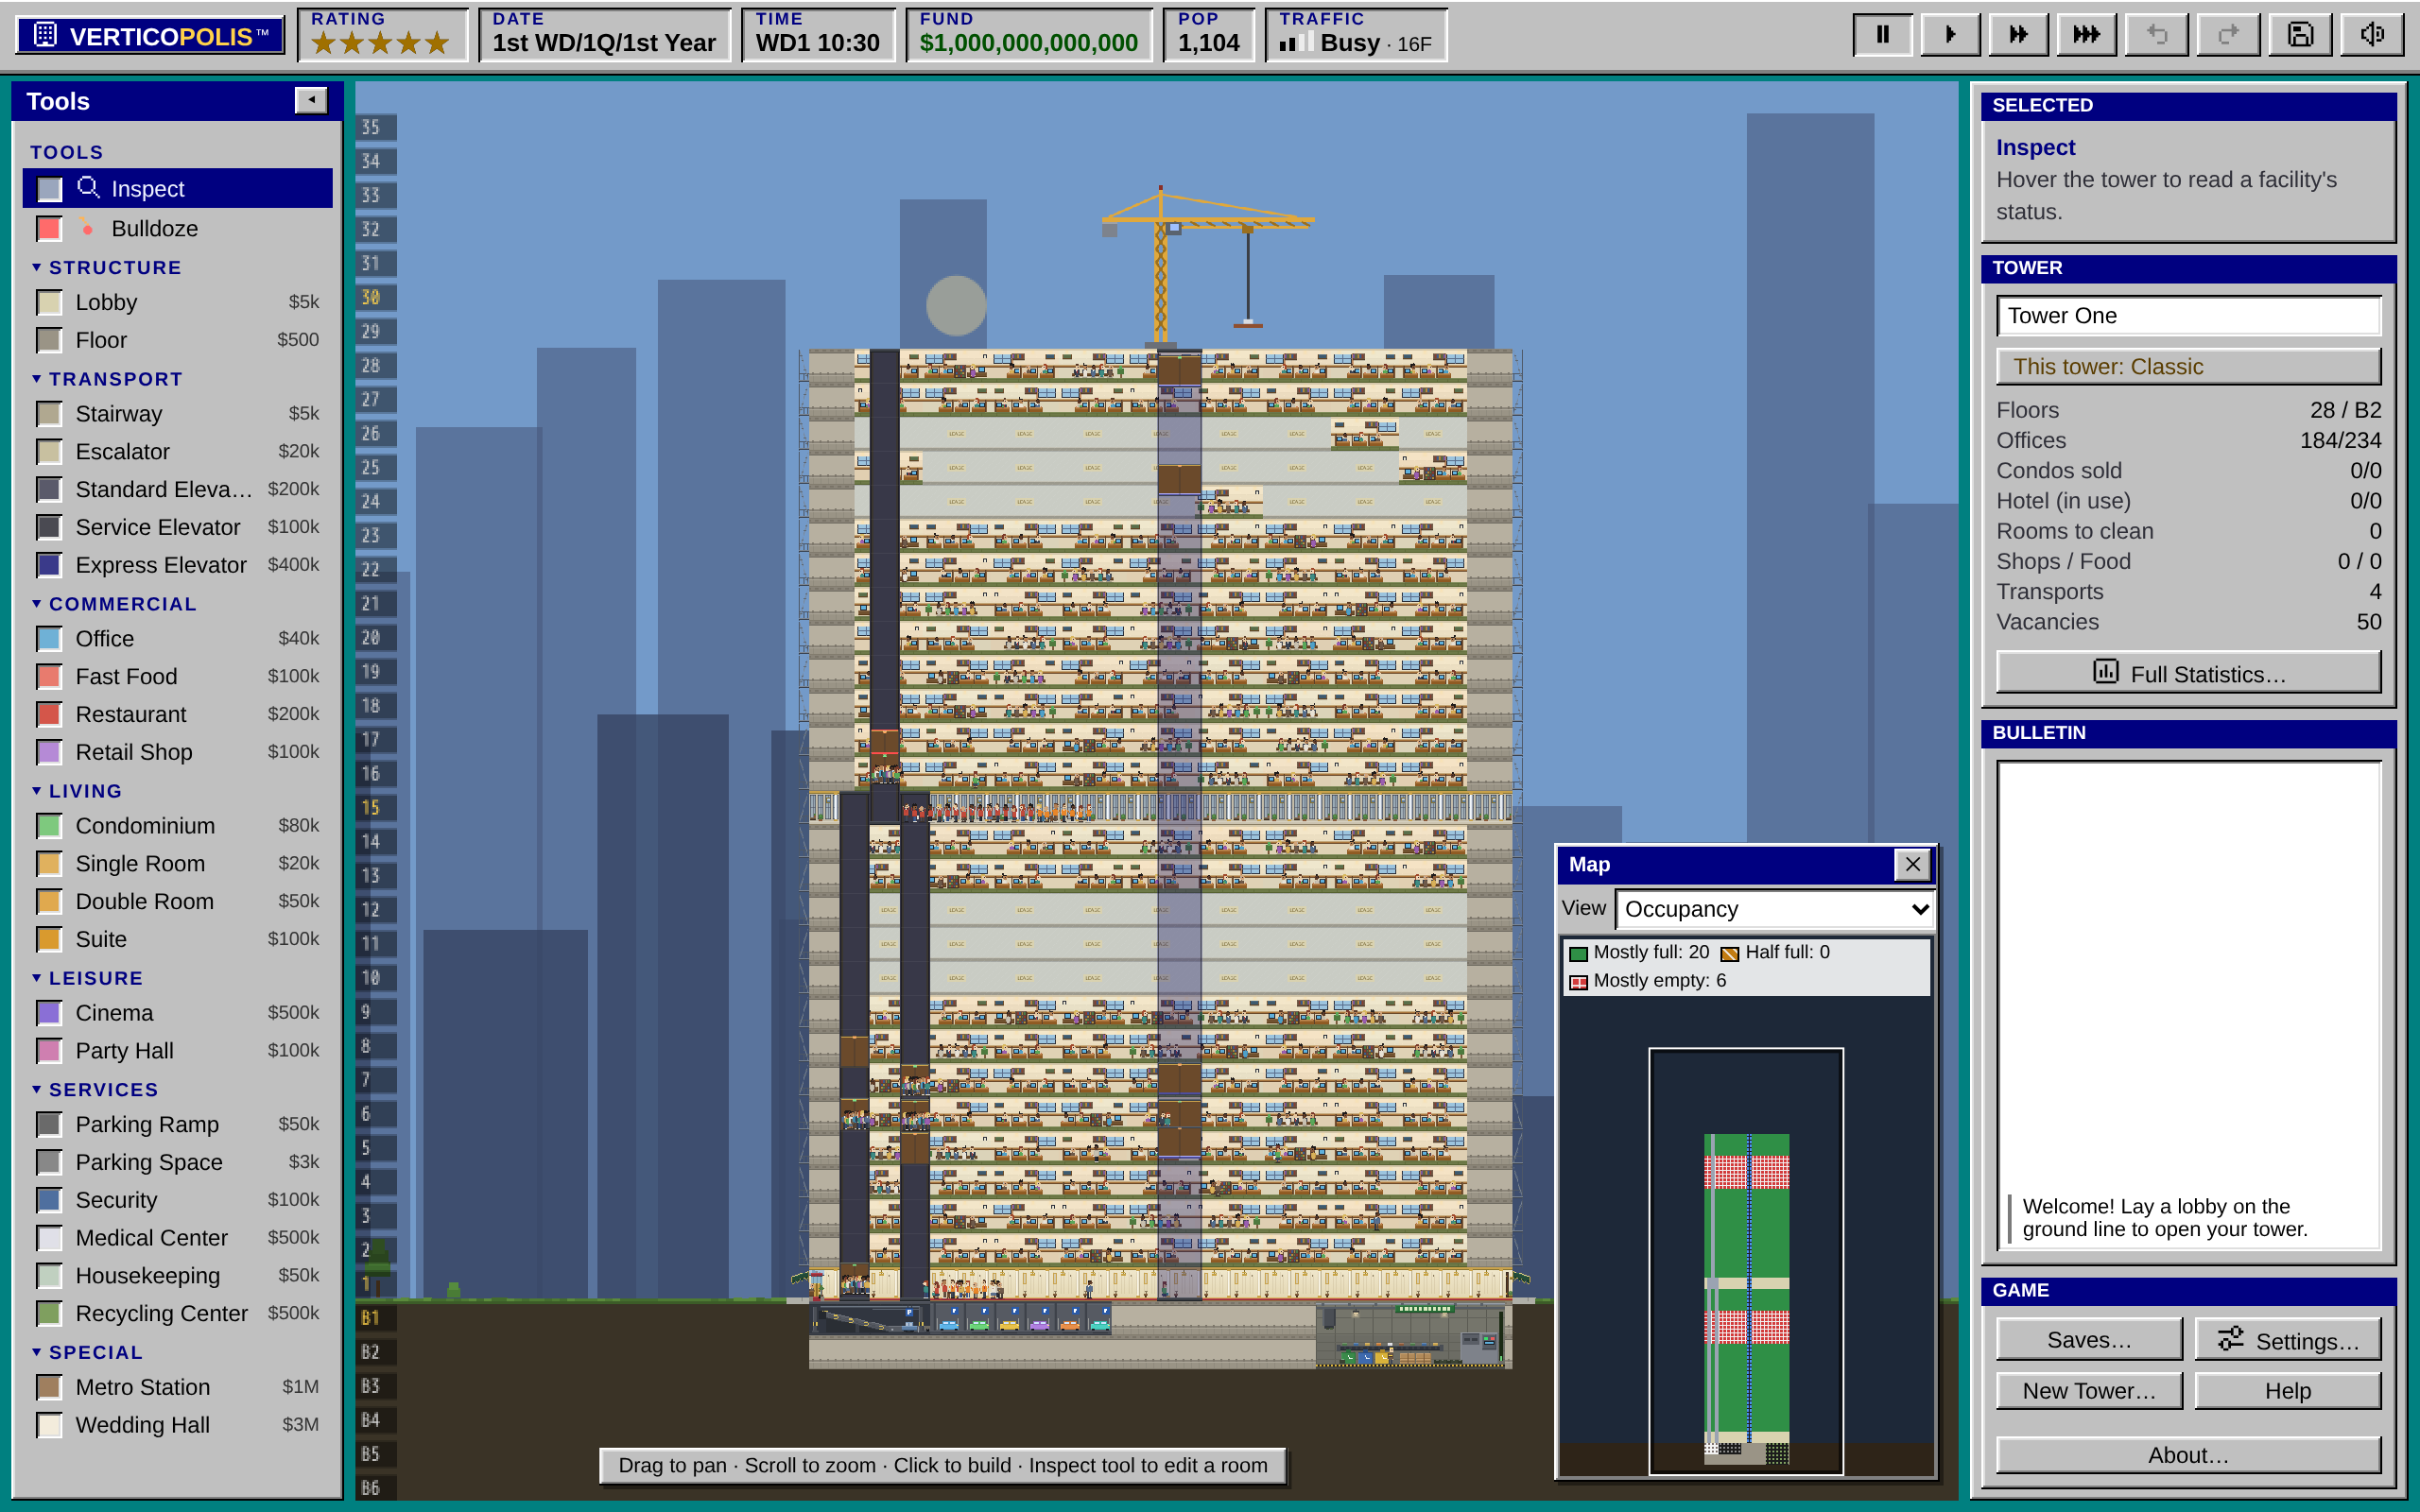 VERTICOPOLIS™
RATING
DATE
1st WD/1Q/1st Year
TIME
WD1 10:30
FUND
$1,000,000,000,000
POP
1,104
TRAFFIC
Busy · 16F
Tools
TOOLS
Inspect
Bulldoze
STRUCTURE
Lobby $5k
Floor $500
TRANSPORT
Stairway $5k
Escalator $20k
Standard Eleva… $200k
Service Elevator $100k
Express Elevator $400k
COMMERCIAL
Office $40k
Fast Food $100k
Restaurant $200k
Retail Shop $100k
LIVING
Condominium $80k
Single Room $20k
Double Room $50k
Suite $100k
LEISURE
Cinema $500k
Party Hall $100k
SERVICES
Parking Ramp $50k
Parking Space $3k
Security $100k
Medical Center $500k
Housekeeping $50k
Recycling Center $500k
SPECIAL
Metro Station $1M
Wedding Hall $3M
35
34
33
32
31
30
29
28
27
26
25
24
23
22
21
20
19
18
17
16
15
14
13
12
11
10
9
8
7
6
5
4
3
2
1
B1
B2
B3
B4
B5
B6
Drag to pan · Scroll to zoom · Click to build · Inspect tool to edit a room
Map
View Occupancy
Mostly full: 20 Half full: 0
Mostly empty: 6
SELECTED
Inspect
Hover the tower to read a facility's
status.
TOWER
Tower One
This tower: Classic
Floors 28 / B2
Offices 184/234
Condos sold 0/0
Hotel (in use) 0/0
Rooms to clean 0
Shops / Food 0 / 0
Transports 4
Vacancies 50
Full Statistics…
BULLETIN
Welcome! Lay a lobby on the
ground line to open your tower.
GAME
Saves…
Settings…
New Tower…
Help
About…